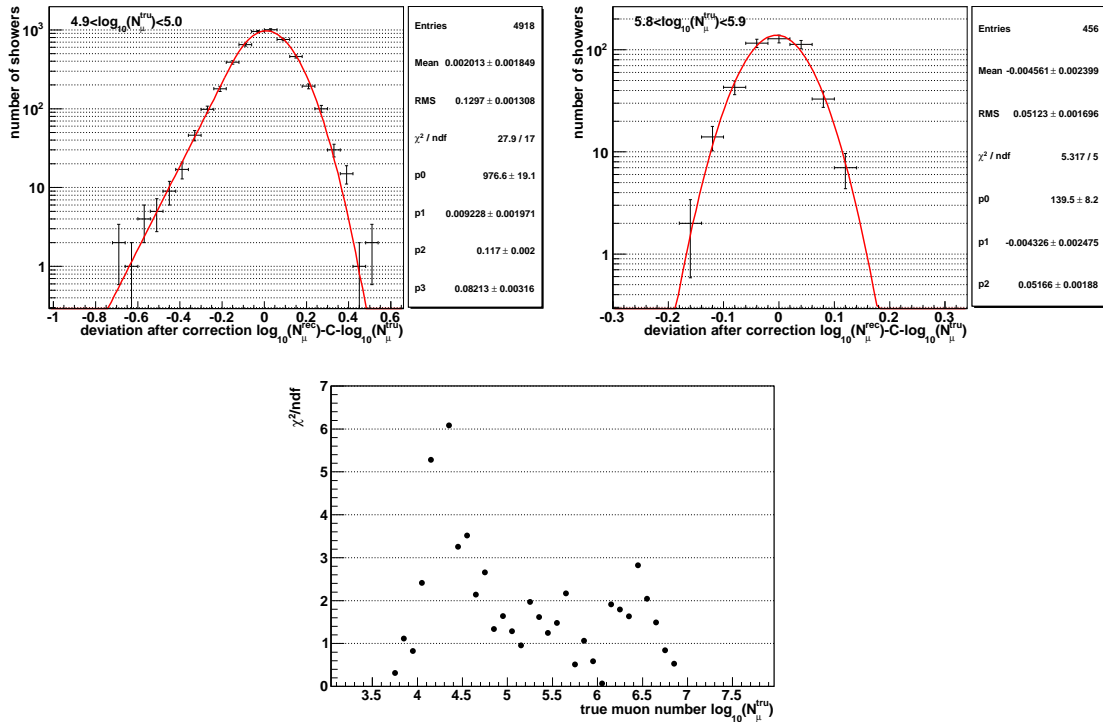 4.9<log10(Nμtru)<5.0
number of showers
10^3
10^2
10
1
-1 -0.8 -0.6 -0.4 -0.2 0 0.2 0.4 0.6
deviation after correction log10(Nμrec)-C-log10(Nμtru)
Entries 4918
Mean 0.002013 ± 0.001849
RMS 0.1297 ± 0.001308
χ2 / ndf 27.9 / 17
p0 976.6 ± 19.1
p1 0.009228 ± 0.001971
p2 0.117 ± 0.002
p3 0.08213 ± 0.00316
5.8<log10(Nμtru)<5.9
number of showers
10^2
10
1
-0.3 -0.2 -0.1 0 0.1 0.2 0.3
deviation after correction log10(Nμrec)-C-log10(Nμtru)
Entries 456
Mean -0.004561 ± 0.002399
RMS 0.05123 ± 0.001696
χ2 / ndf 5.317 / 5
p0 139.5 ± 8.2
p1 -0.004326 ± 0.002475
p2 0.05166 ± 0.00188
χ2/ndf
7
6
5
4
3
2
1
0
3.5 4 4.5 5 5.5 6 6.5 7 7.5
true muon number log10(Nμtru)